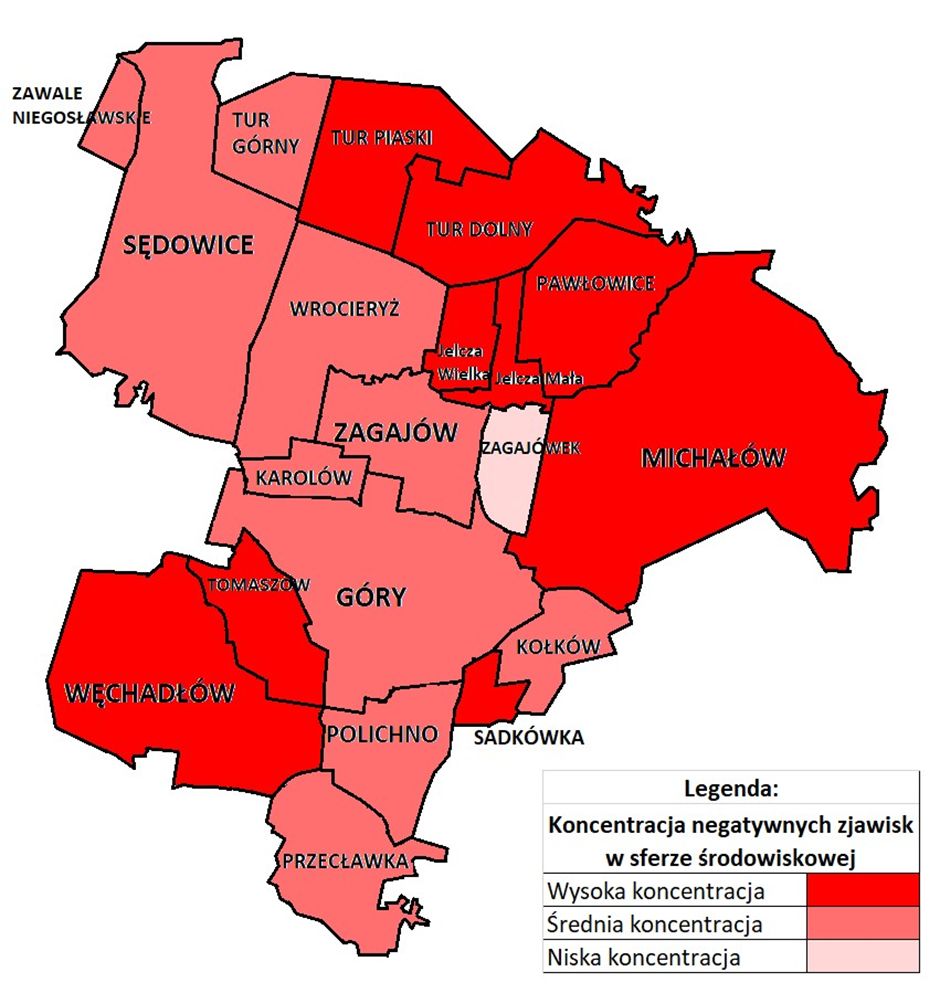 ZAWALE
NIEGOSŁAWSKIE
TUR
GÓRNY
TUR PIASKI
TUR DOLNY
SĘDOWICE
PAWŁOWICE
WROCIERYŻ
Jelcza
Wielka
Jelcza Mała
ZAGAJÓW
ZAGAJÓWEK
MICHAŁÓW
KAROLÓW
TOMASZÓW
GÓRY
KOŁKÓW
WĘCHADŁÓW
POLICHNO
SADKÓWKA
PRZECŁAWKA
Legenda:
Koncentracja negatywnych zjawisk
w sferze środowiskowej
Wysoka koncentracja
Średnia koncentracja
Niska koncentracja